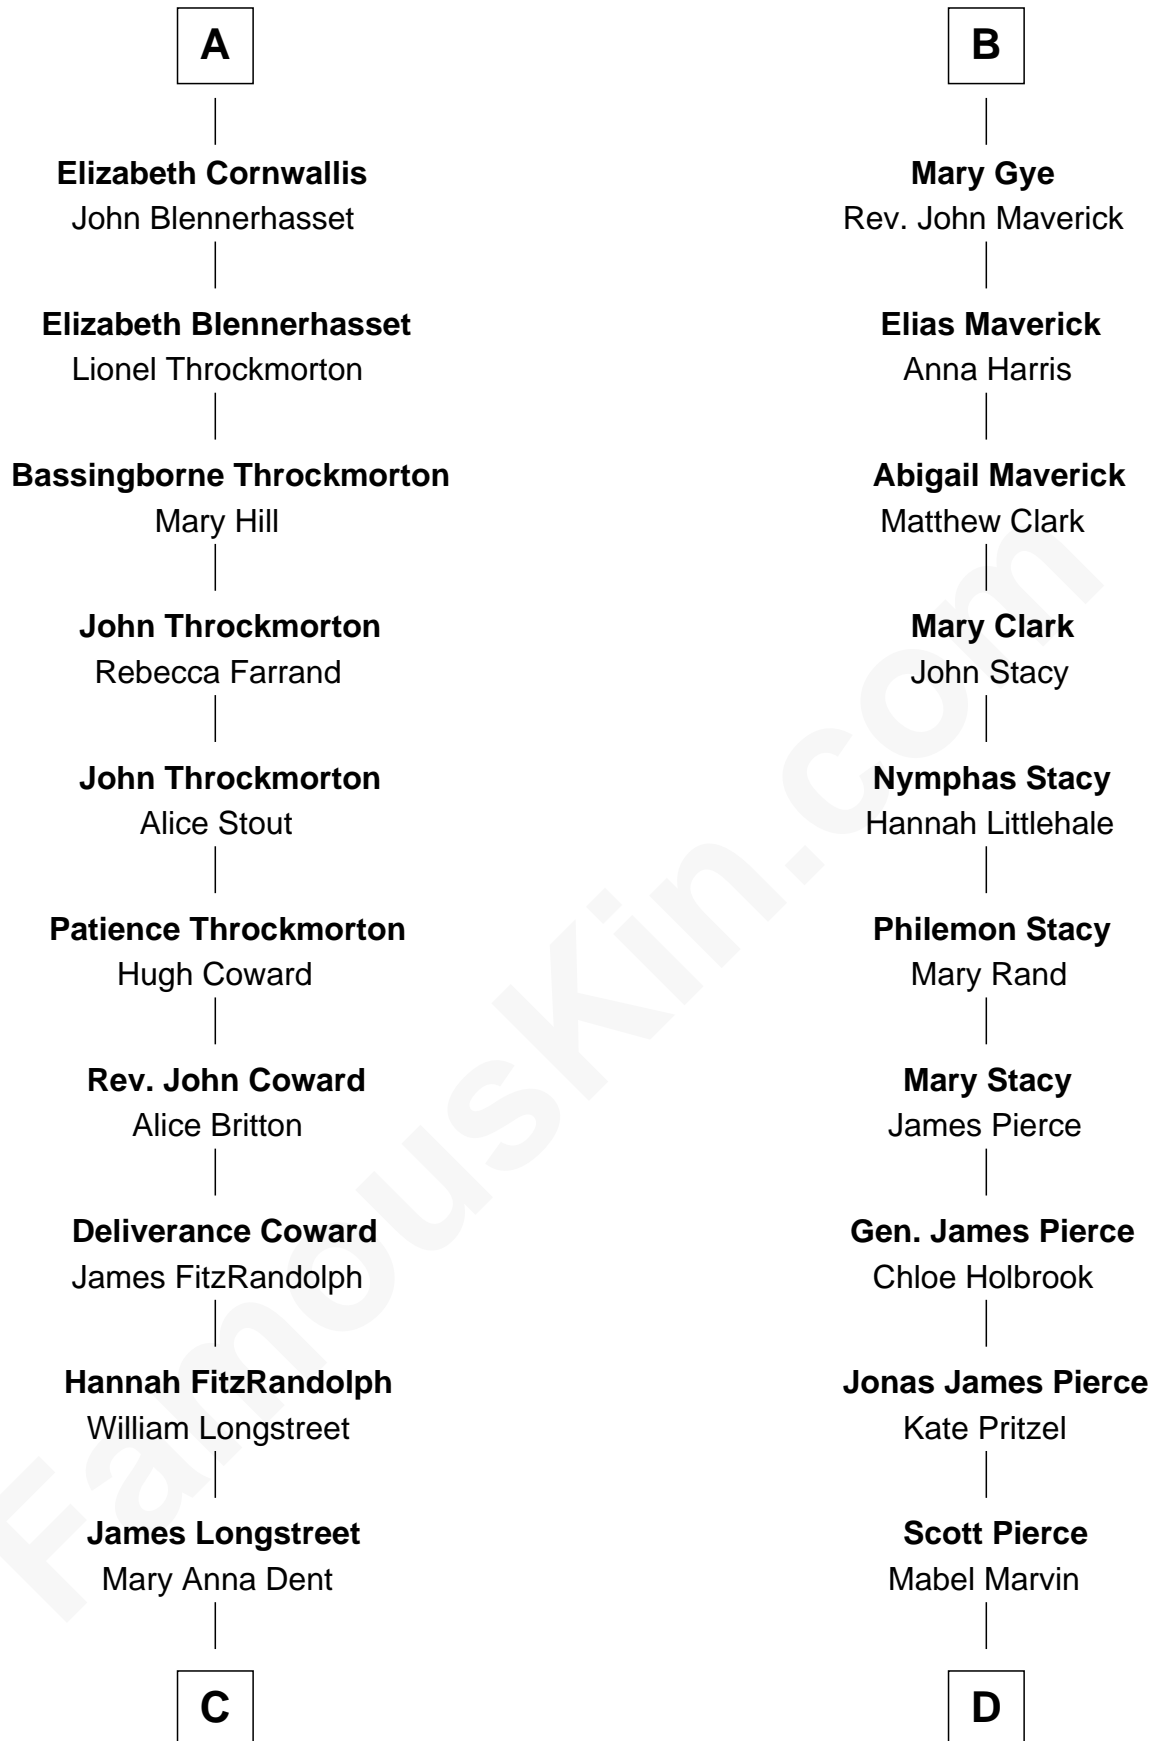 A
Elizabeth Cornwallis
John Blennerhasset
Elizabeth Blennerhasset
Lionel Throckmorton
Bassingborne Throckmorton
Mary Hill
John Throckmorton
Rebecca Farrand
John Throckmorton
Alice Stout
Patience Throckmorton
Hugh Coward
Rev. John Coward
Alice Britton
Deliverance Coward
James FitzRandolph
Hannah FitzRandolph
William Longstreet
James Longstreet
Mary Anna Dent
C
B
Mary Gye
Rev. John Maverick
Elias Maverick
Anna Harris
Abigail Maverick
Matthew Clark
Mary Clark
John Stacy
Nymphas Stacy
Hannah Littlehale
Philemon Stacy
Mary Rand
Mary Stacy
James Pierce
Gen. James Pierce
Chloe Holbrook
Jonas James Pierce
Kate Pritzel
Scott Pierce
Mabel Marvin
D
FamousKin.com